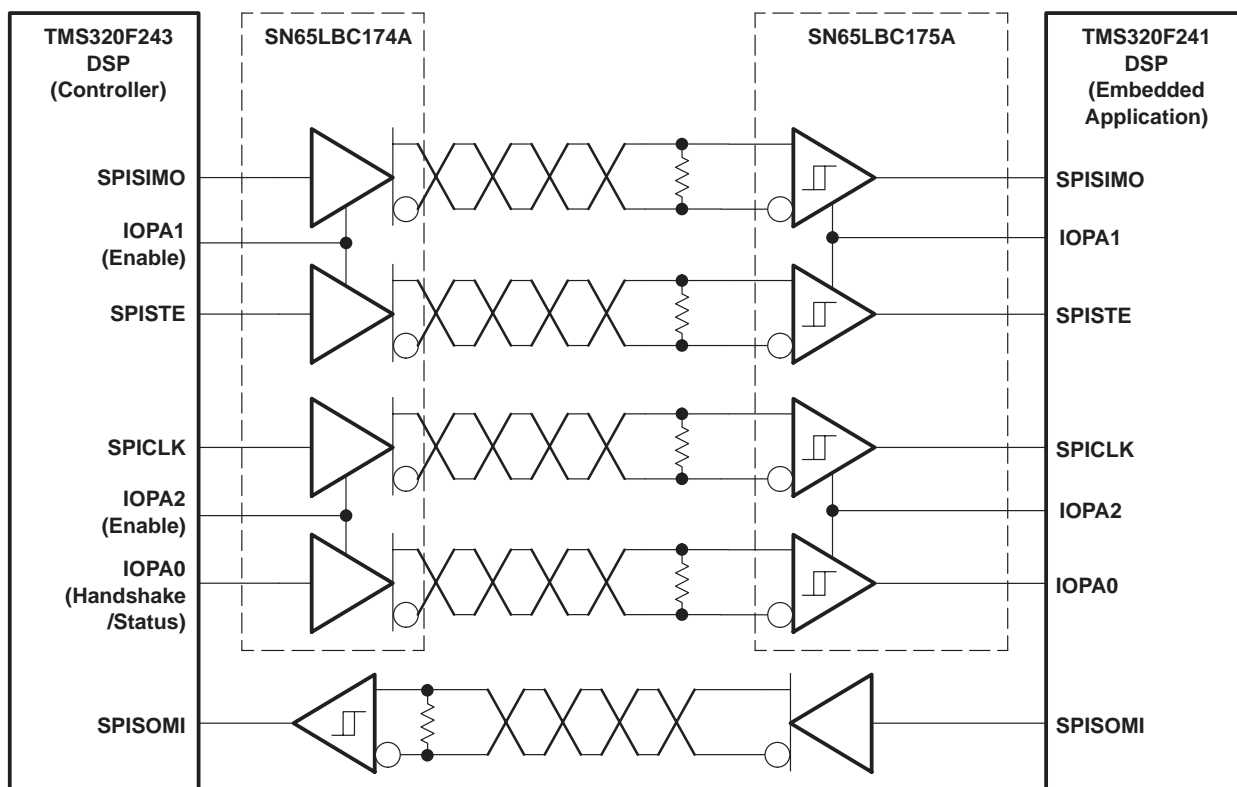 TMS320F243
DSP
(Controller)
SN65LBC174A
SN65LBC175A
TMS320F241
DSP
(Embedded
Application)
SPISIMO
SPISIMO
IOPA1
(Enable)
IOPA1
SPISTE
SPISTE
SPICLK
SPICLK
IOPA2
(Enable)
IOPA2
IOPA0
(Handshake
/Status)
IOPA0
SPISOMI
SPISOMI